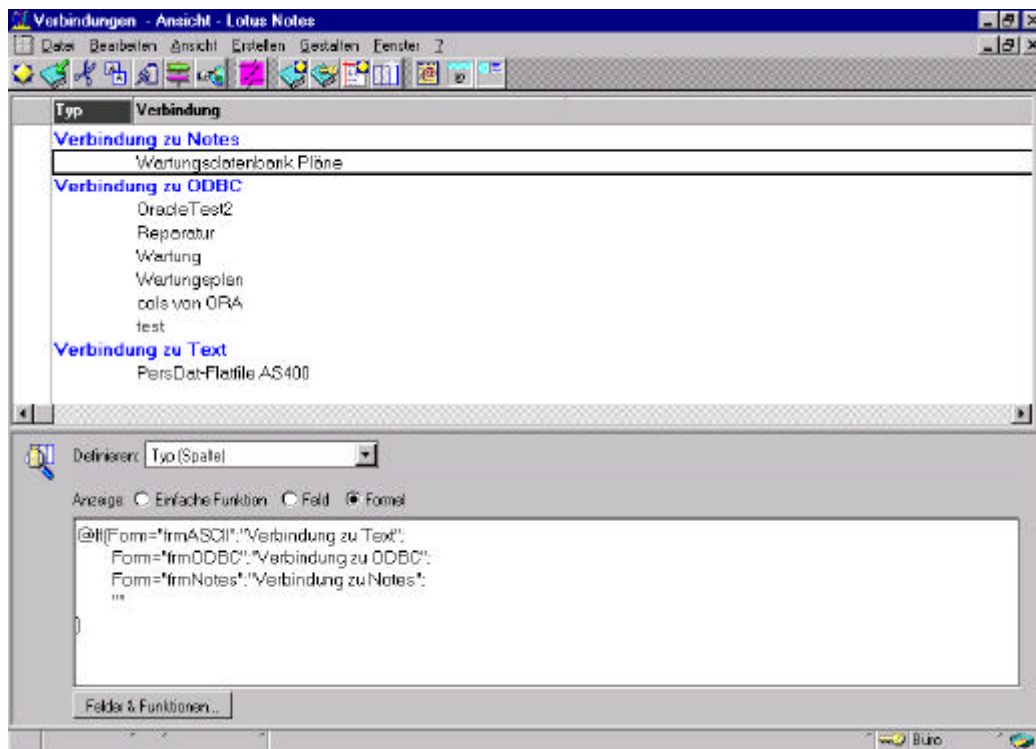 Verbindungen - Ansicht - Lotus Notes
Datei Bearbeiten Ansicht Erstellen Gestalten Fenster ?
Typ Verbindung
Verbindung zu Notes
Wartungsdatenbank Pläne
Verbindung zu ODBC
OracleTest2
Reparatur
Wartung
Wartungsplan
cols von ORA
test
Verbindung zu Text
PersDat-Flatfile AS400
Definieren: Typ (Spalte)
Anzeige: Einfache Funktion Feld Formel
@If(Form="frmASCII":"Verbindung zu Text":
Form="frmODBC":"Verbindung zu ODBC":
Form="frmNotes":"Verbindung zu Notes":
""
)
Felder & Funktionen...
Büro